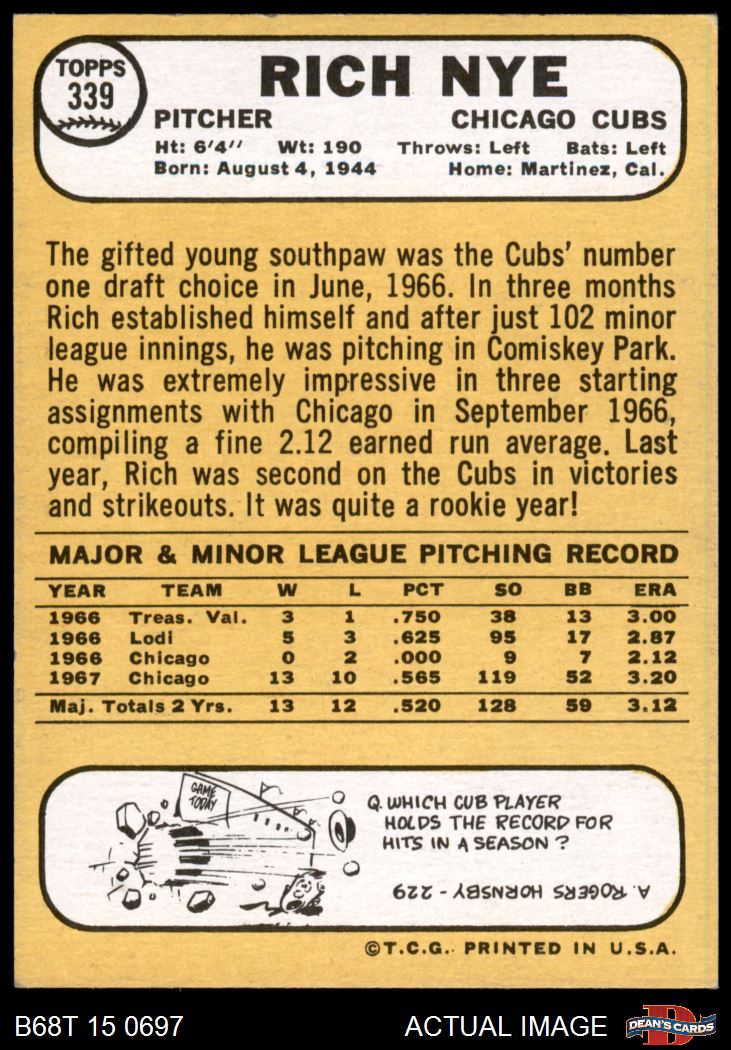 TOPPS
339
RICH NYE
PITCHER CHICAGO CUBS
Ht: 6'4'' Wt: 190 Throws: Left Bats: Left
Born: August 4, 1944 Home: Martinez, Cal.
The gifted young southpaw was the Cubs' number
one draft choice in June, 1966. In three months
Rich established himself and after just 102 minor
league innings, he was pitching in Comiskey Park.
He was extremely impressive in three starting
assignments with Chicago in September 1966,
compiling a fine 2.12 earned run average. Last
year, Rich was second on the Cubs in victories
and strikeouts. It was quite a rookie year!
MAJOR & MINOR LEAGUE PITCHING RECORD
YEAR TEAM W L PCT SO BB ERA
1966 Treas. Val. 3 1 .750 38 13 3.00
1966 Lodi 5 3 .625 95 17 2.87
1966 Chicago 0 2 .000 9 7 2.12
1967 Chicago 13 10 .565 119 52 3.20
Maj. Totals 2 Yrs. 13 12 .520 128 59 3.12
GAME
TODAY
Q. WHICH CUB PLAYER
HOLDS THE RECORD FOR
HITS IN A SEASON?
A. ROGERS HORNSBY - 229
©T.C.G. PRINTED IN U.S.A.
B68T 15 0697 ACTUAL IMAGE
D
DEAN'S CARDS